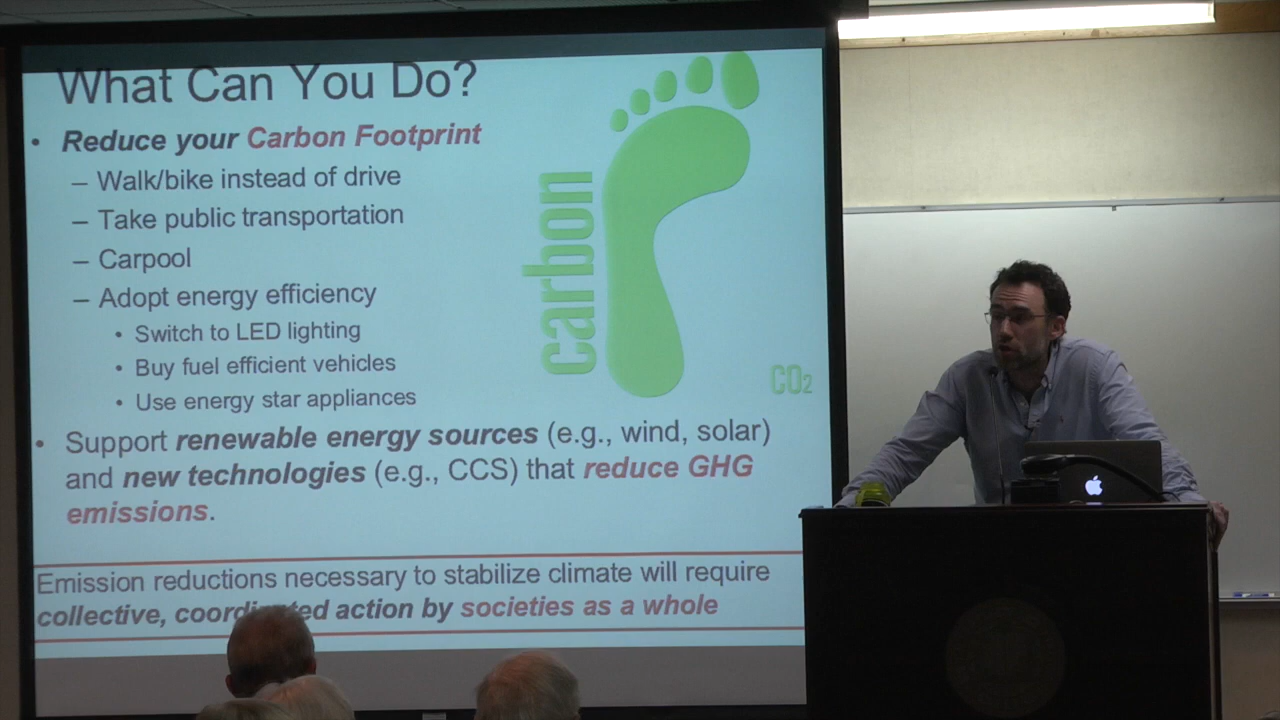 What Can You Do?
• Reduce your Carbon Footprint
– Walk/bike instead of drive
– Take public transportation
– Carpool
– Adopt energy efficiency
• Switch to LED lighting
• Buy fuel efficient vehicles
• Use energy star appliances
• Support renewable energy sources (e.g., wind, solar)
and new technologies (e.g., CCS) that reduce GHG
emissions.
Emission reductions necessary to stabilize climate will require
collective, coordinated action by societies as a whole
carbon
CO2